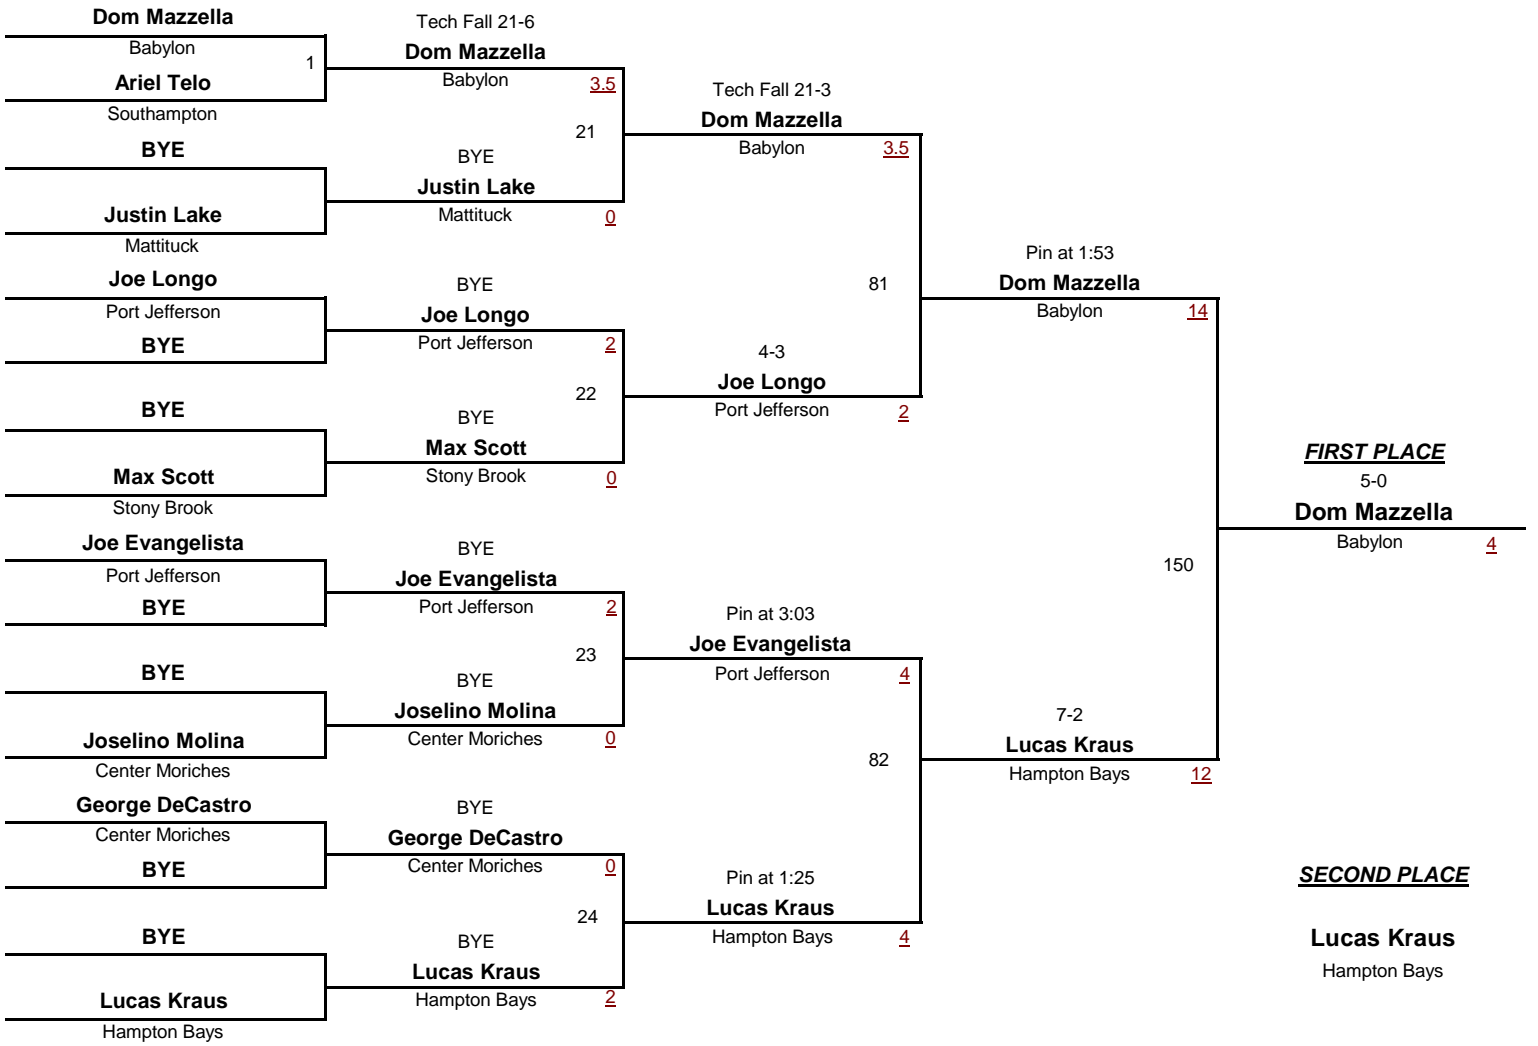 Dom Mazzella
Babylon
1
Ariel Telo
Southampton
BYE
Justin Lake
Mattituck
Joe Longo
Port Jefferson
BYE
BYE
Max Scott
Stony Brook
Joe Evangelista
Port Jefferson
BYE
BYE
Joselino Molina
Center Moriches
George DeCastro
Center Moriches
BYE
BYE
Lucas Kraus
Hampton Bays
Tech Fall 21-6
Dom Mazzella
Babylon 3.5
21
BYE
Justin Lake
Mattituck 0
BYE
Joe Longo
Port Jefferson 2
22
BYE
Max Scott
Stony Brook 0
BYE
Joe Evangelista
Port Jefferson 2
23
BYE
Joselino Molina
Center Moriches 0
BYE
George DeCastro
Center Moriches 0
24
BYE
Lucas Kraus
Hampton Bays 2
Tech Fall 21-3
Dom Mazzella
Babylon 3.5
81
4-3
Joe Longo
Port Jefferson 2
Pin at 3:03
Joe Evangelista
Port Jefferson 4
82
Pin at 1:25
Lucas Kraus
Hampton Bays 4
Pin at 1:53
Dom Mazzella
Babylon 14
150
7-2
Lucas Kraus
Hampton Bays 12
FIRST PLACE
5-0
Dom Mazzella
Babylon 4
SECOND PLACE
Lucas Kraus
Hampton Bays